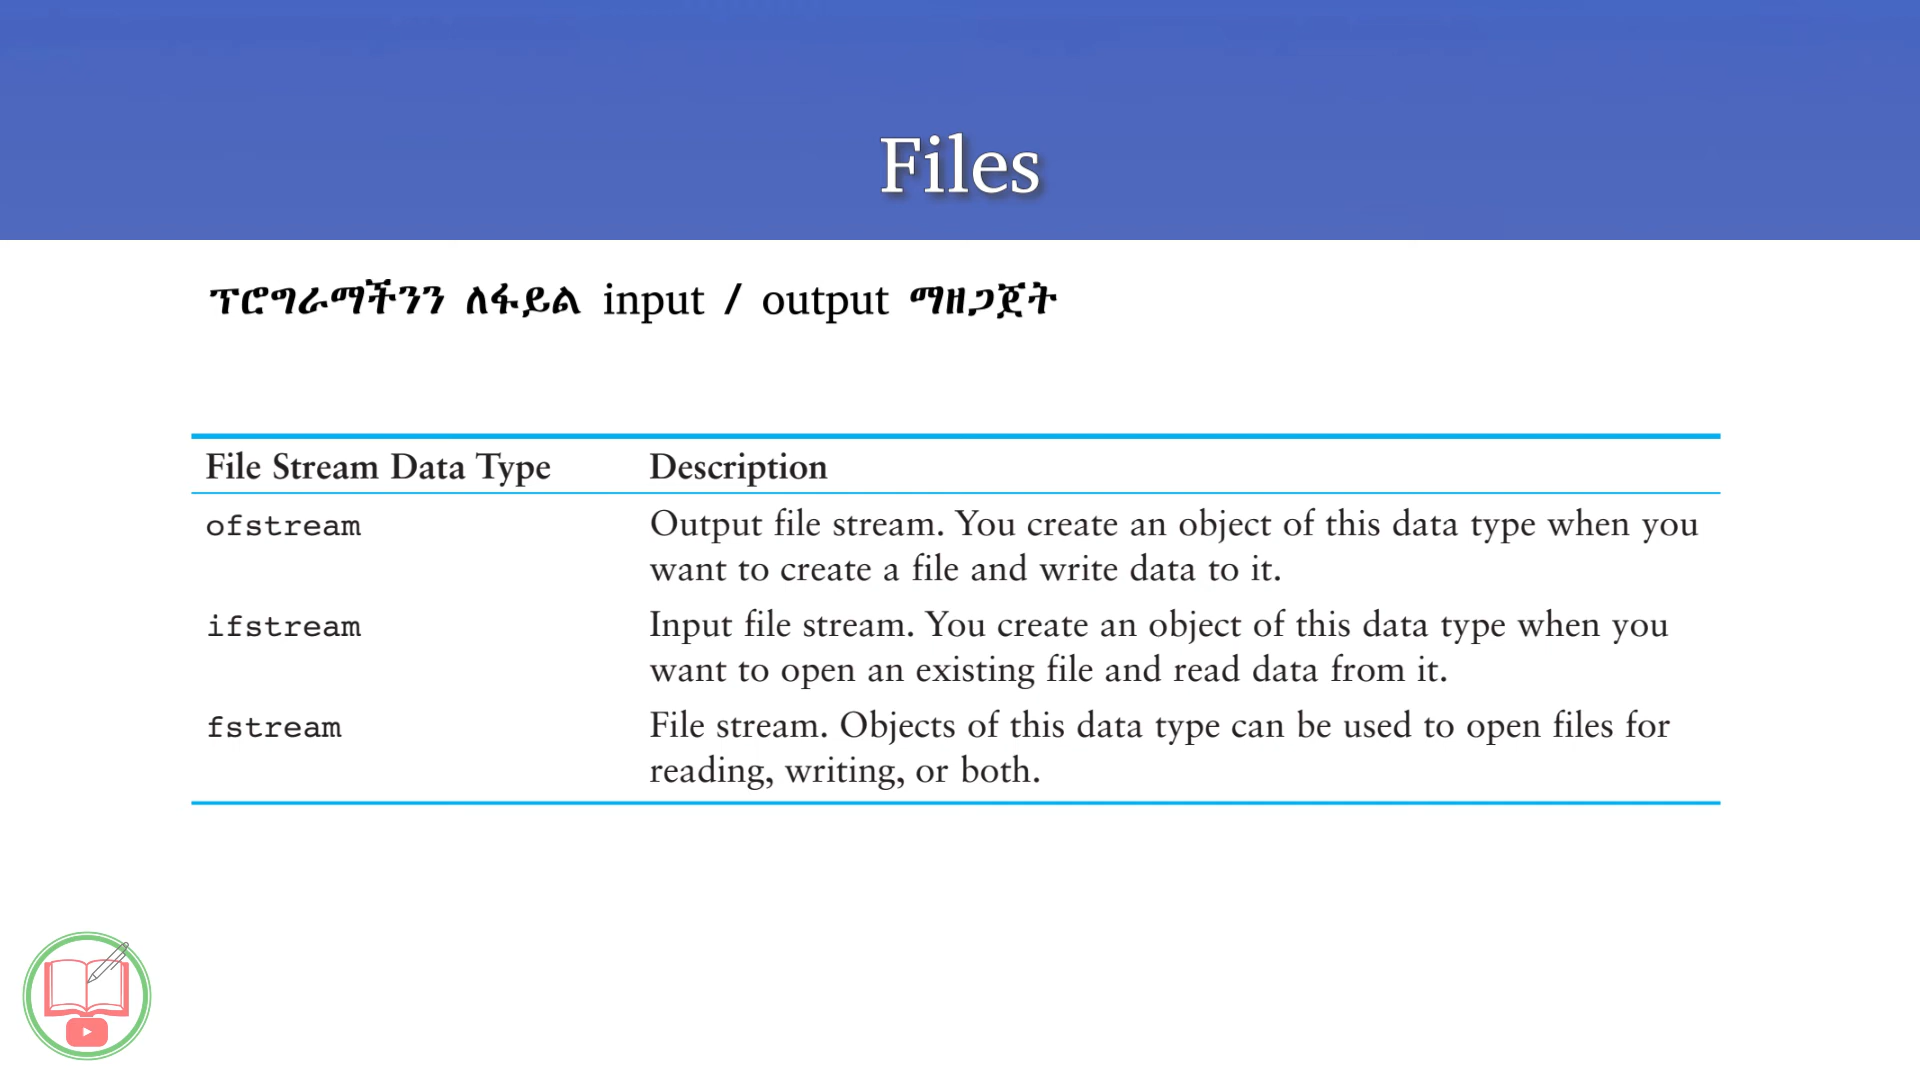 Files
ፕሮግራማችንን ለፋይል input / output ማዘጋጀት
File Stream Data Type Description
ofstream Output file stream. You create an object of this data type when you
want to create a file and write data to it.
ifstream Input file stream. You create an object of this data type when you
want to open an existing file and read data from it.
fstream File stream. Objects of this data type can be used to open files for
reading, writing, or both.